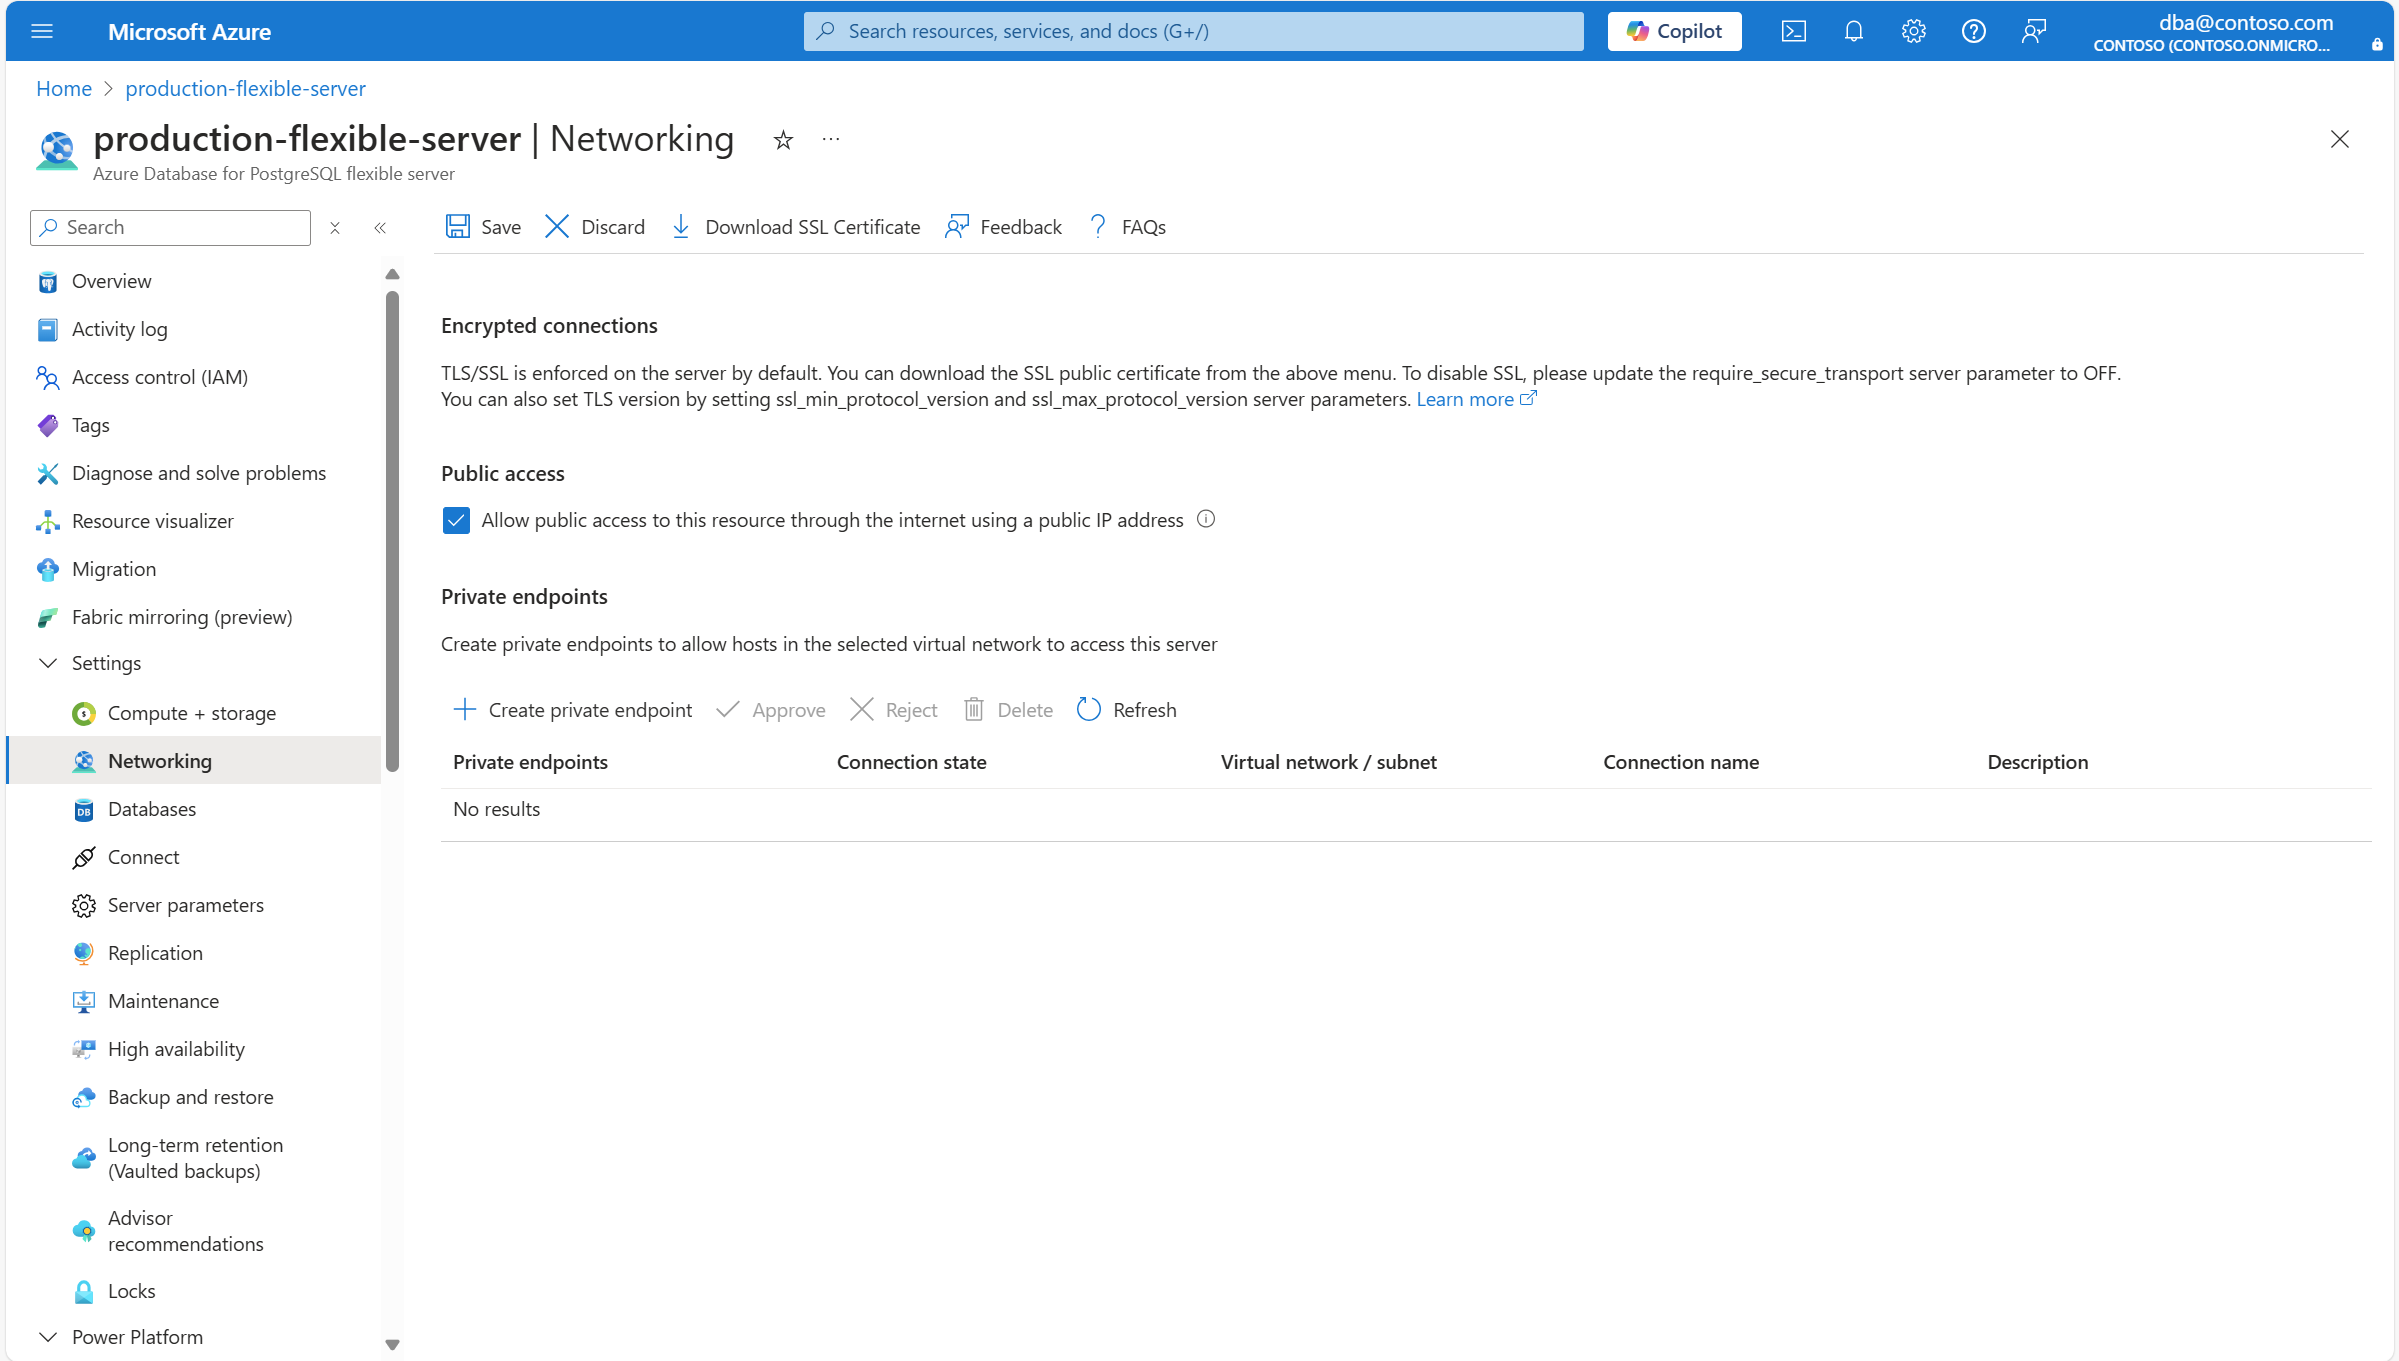 Microsoft Azure
Search resources, services, and docs (G+/)
Copilot
dba@contoso.com
CONTOSO (CONTOSO.ONMICRO...
Home > production-flexible-server
production-flexible-server | Networking
Azure Database for PostgreSQL flexible server
Search
Save
Discard
Download SSL Certificate
Feedback
FAQs
Overview
Activity log
Access control (IAM)
Tags
Diagnose and solve problems
Resource visualizer
Migration
Fabric mirroring (preview)
Settings
Compute + storage
Networking
Databases
Connect
Server parameters
Replication
Maintenance
High availability
Backup and restore
Long-term retention
(Vaulted backups)
Advisor
recommendations
Locks
Power Platform
Encrypted connections
TLS/SSL is enforced on the server by default. You can download the SSL public certificate from the above menu. To disable SSL, please update the require_secure_transport server parameter to OFF.
You can also set TLS version by setting ssl_min_protocol_version and ssl_max_protocol_version server parameters. Learn more
Public access
Allow public access to this resource through the internet using a public IP address
Private endpoints
Create private endpoints to allow hosts in the selected virtual network to access this server
Create private endpoint
Approve
Reject
Delete
Refresh
Private endpoints
Connection state
Virtual network / subnet
Connection name
Description
No results